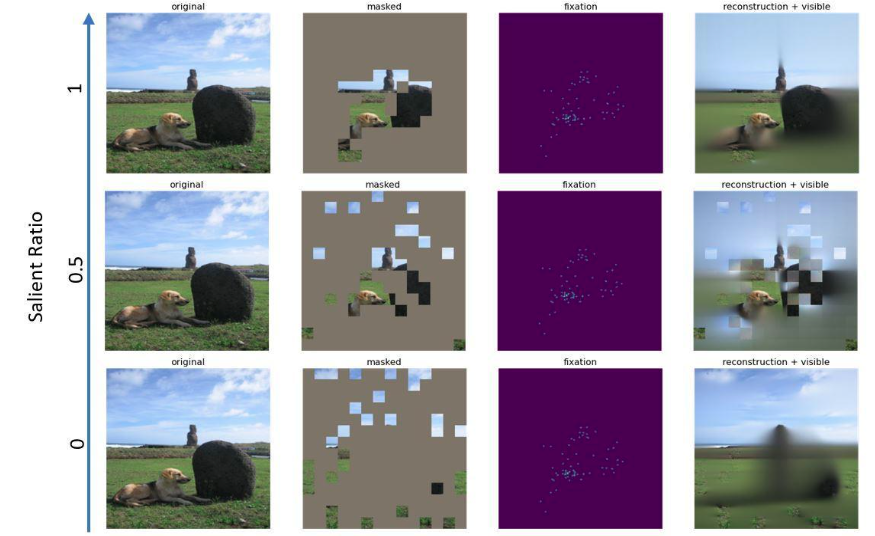 original masked fixation reconstruction + visible
1
original masked fixation reconstruction + visible
Salient Ratio
0.5
original masked fixation reconstruction + visible
0